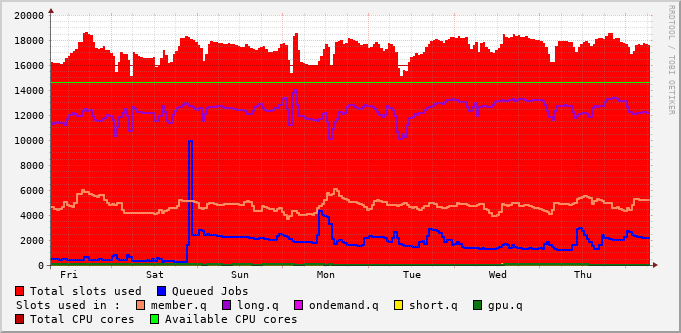 20000
18000
16000
14000
12000
10000
8000
6000
4000
2000
0
Fri Sat Sun Mon Tue Wed Thu
RRDTOOL / TOBI OETIKER
Total slots used Queued Jobs
Slots used in : member.q long.q ondemand.q short.q gpu.q
Total CPU cores Available CPU cores